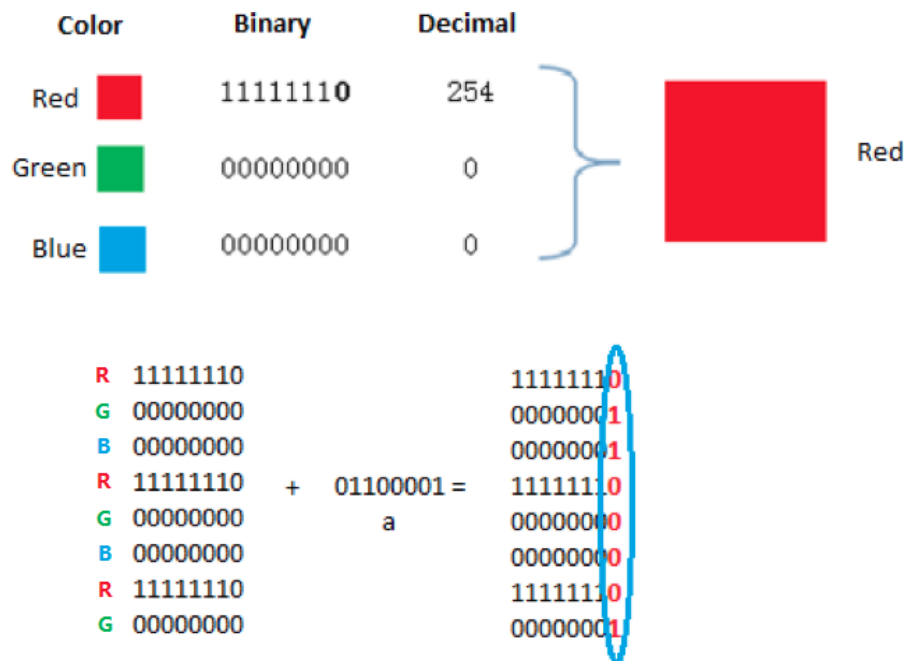 Color Binary Decimal
Red 11111110 254
Green 00000000 0
Blue 00000000 0
Red
R 11111110
G 00000000
B 00000000
R 11111110
G 00000000
B 00000000
R 11111110
G 00000000
+ 01100001 =
a
11111110
00000001
00000001
11111110
00000000
00000000
11111110
00000001